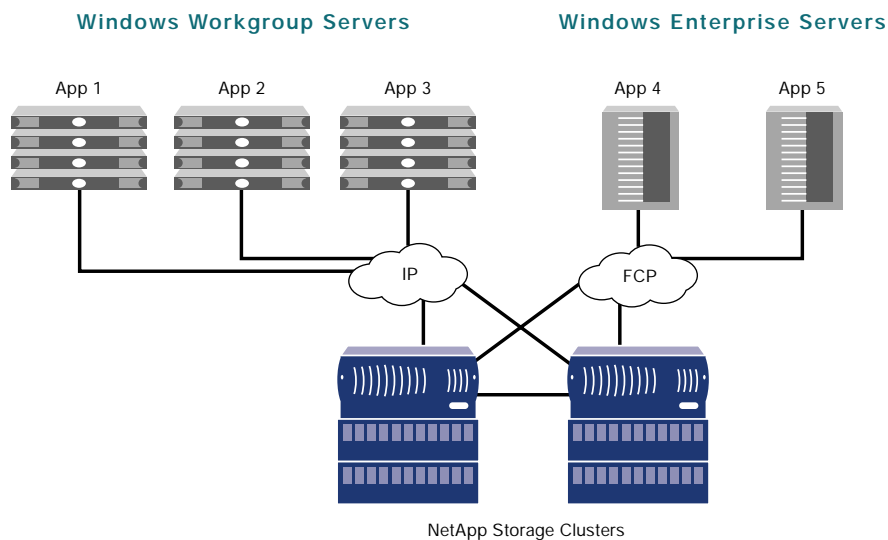 Windows Workgroup Servers
Windows Enterprise Servers
App 1
App 2
App 3
App 4
App 5
IP
FCP
NetApp Storage Clusters